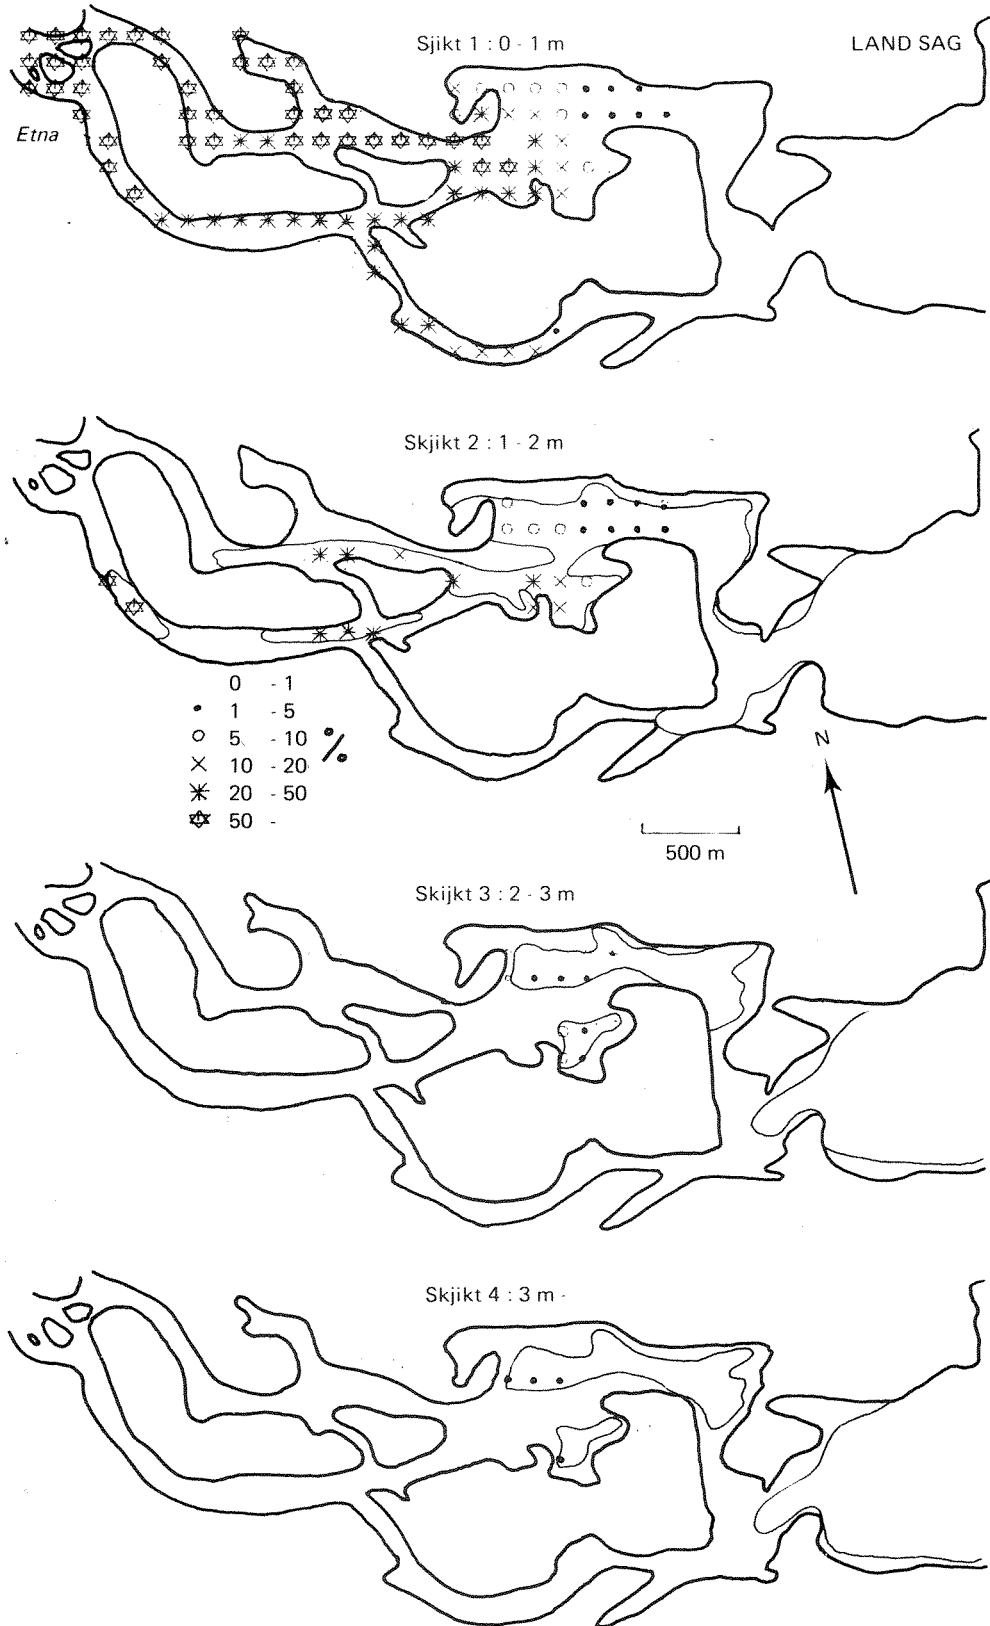 Sjikt 1 : 0 - 1 m
LAND SAG
Etna
Skjikt 2 : 1 - 2 m
0 - 1
1 - 5
5 - 10
10 - 20
20 - 50
50 -
%
N
500 m
Skijkt 3 : 2 - 3 m
Skjikt 4 : 3 m -